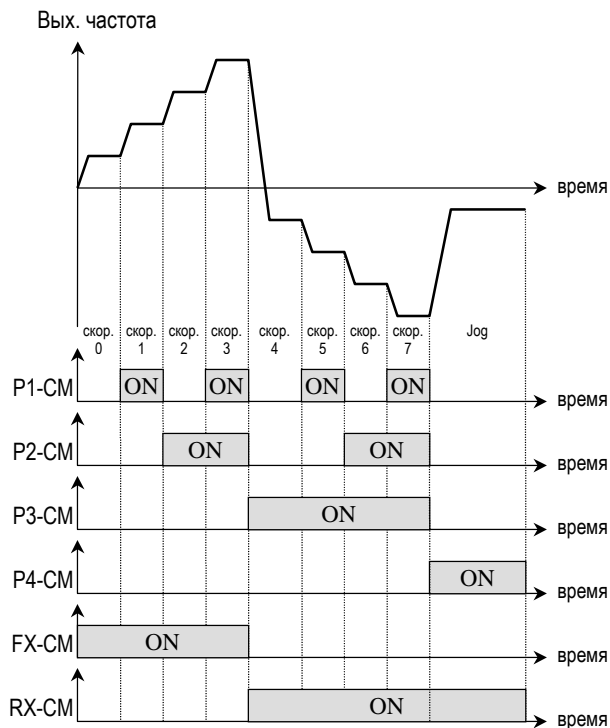 Вых. частота
время
скор. скор. скор. скор. скор. скор. скор. скор. Jog
0 1 2 3 4 5 6 7
P1-CM ON ON ON ON время
P2-CM ON ON время
P3-CM ON время
P4-CM ON время
FX-CM ON время
RX-CM ON время